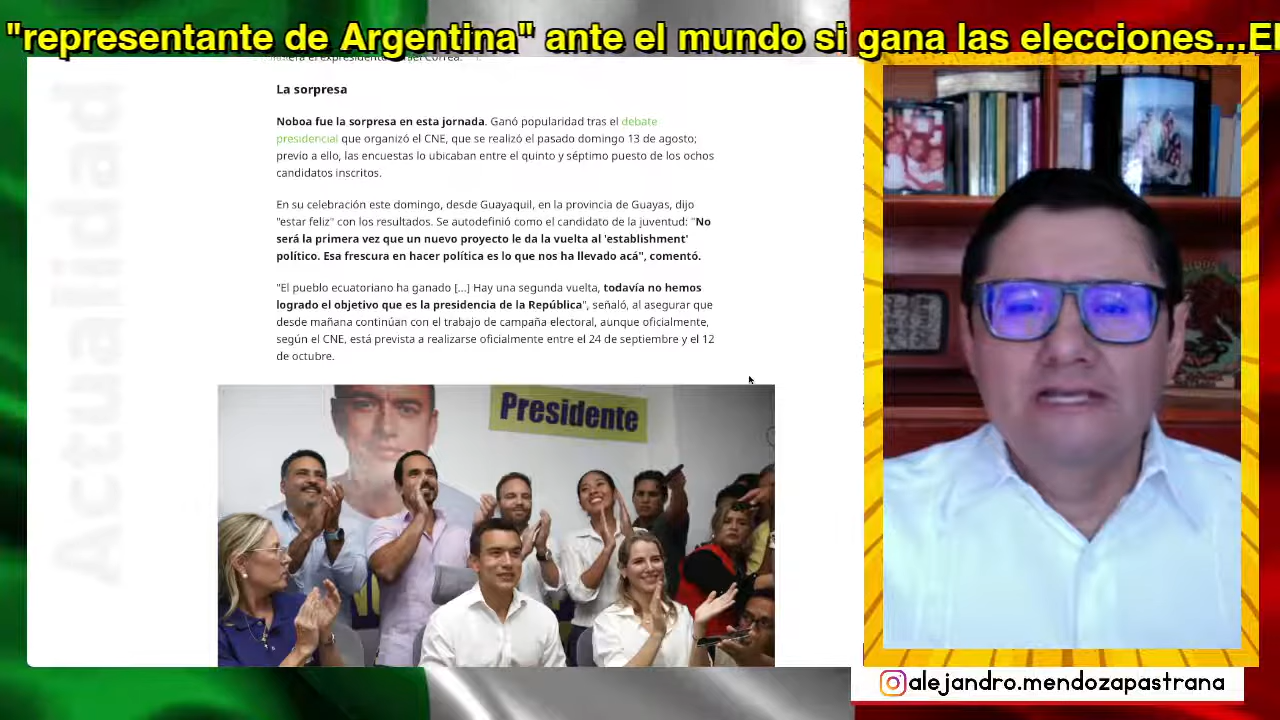 "representante de Argentina" ante el mundo si gana las elecciones...El
La sorpresa
Noboa fue la sorpresa en esta jornada. Ganó popularidad tras el debate
presidencial que organizó el CNE, que se realizó el pasado domingo 13 de agosto;
previo a ello, las encuestas lo ubicaban entre el quinto y séptimo puesto de los ochos
candidatos inscritos.
En su celebración este domingo, desde Guayaquil, en la provincia de Guayas, dijo
"estar feliz" con los resultados. Se autodefinió como el candidato de la juventud: "No
será la primera vez que un nuevo proyecto le da la vuelta al 'establishment'
político. Esa frescura en hacer política es lo que nos ha llevado acá", comentó.
"El pueblo ecuatoriano ha ganado [...] Hay una segunda vuelta, todavía no hemos
logrado el objetivo que es la presidencia de la República", señaló, al asegurar que
desde mañana continúan con el trabajo de campaña electoral, aunque oficialmente,
según el CNE, está prevista a realizarse oficialmente entre el 24 de septiembre y el 12
de octubre.
Actualidad
Presidente
alejandro.mendozapastrana